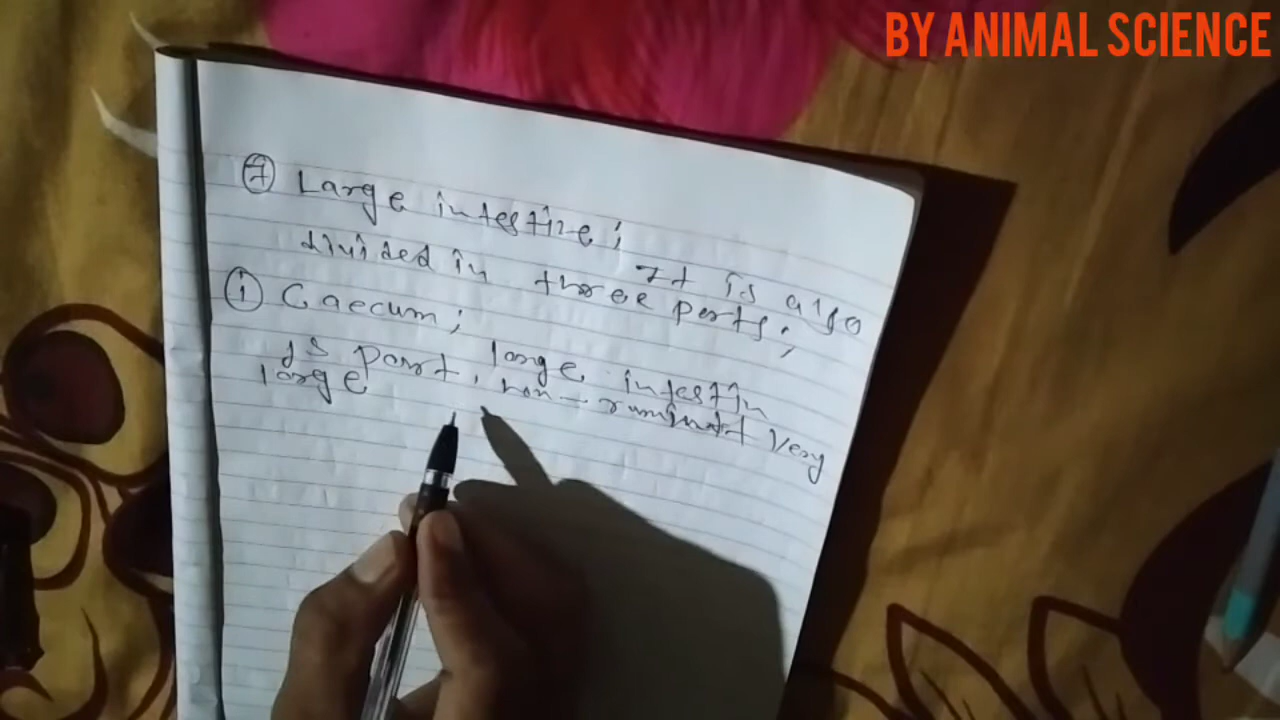 BY ANIMAL SCIENCE
7 Large intestine; It is also
divided in three parts;
i Caecum;
is part, large intestin
non-ruminant very
large